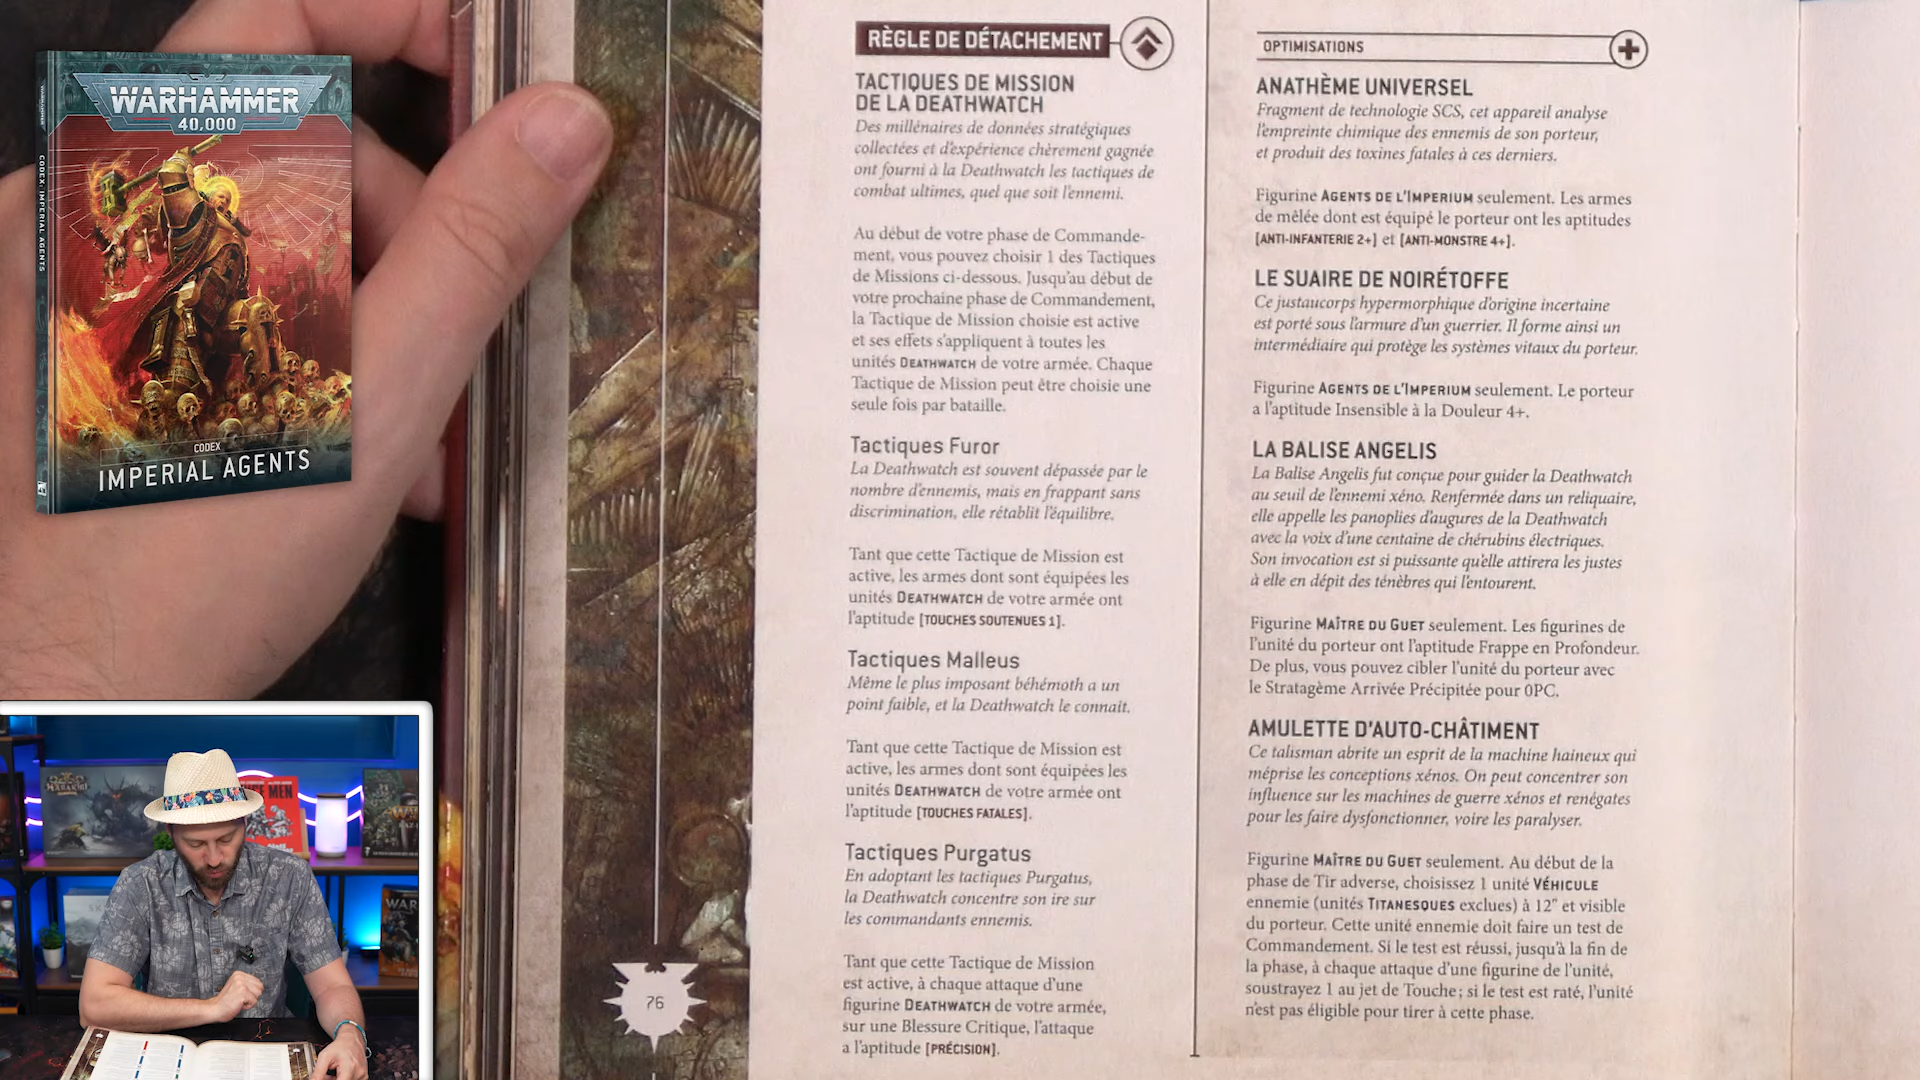 WARHAMMER
40,000
CODEX: IMPERIAL AGENTS
CODEX
IMPERIAL AGENTS
RÈGLE DE DÉTACHEMENT
TACTIQUES DE MISSION
DE LA DEATHWATCH
Des millénaires de données stratégiques
collectées et d'expérience chèrement gagnée
ont fourni à la Deathwatch les tactiques de
combat ultimes, quel que soit l'ennemi.
Au début de votre phase de Commande-
ment, vous pouvez choisir 1 des Tactiques
de Missions ci-dessous. Jusqu'au début de
votre prochaine phase de Commandement,
la Tactique de Mission choisie est active
et ses effets s'appliquent à toutes les
unités DEATHWATCH de votre armée. Chaque
Tactique de Mission peut être choisie une
seule fois par bataille.
Tactiques Furor
La Deathwatch est souvent dépassée par le
nombre d'ennemis, mais en frappant sans
discrimination, elle rétablit l'équilibre.
Tant que cette Tactique de Mission est
active, les armes dont sont équipées les
unités DEATHWATCH de votre armée ont
l'aptitude [TOUCHES SOUTENUES 1].
Tactiques Malleus
Même le plus imposant béhémoth a un
point faible, et la Deathwatch le connait.
Tant que cette Tactique de Mission est
active, les armes dont sont équipées les
unités DEATHWATCH de votre armée ont
l'aptitude [TOUCHES FATALES].
Tactiques Purgatus
En adoptant les tactiques Purgatus,
la Deathwatch concentre son ire sur
les commandants ennemis.
Tant que cette Tactique de Mission
est active, à chaque attaque d'une
figurine DEATHWATCH de votre armée,
sur une Blessure Critique, l'attaque
a l'aptitude [PRÉCISION].
76
OPTIMISATIONS
ANATHÈME UNIVERSEL
Fragment de technologie SCS, cet appareil analyse
l'empreinte chimique des ennemis de son porteur,
et produit des toxines fatales à ces derniers.
Figurine AGENTS DE L'IMPERIUM seulement. Les armes
de mêlée dont est équipé le porteur ont les aptitudes
[ANTI-INFANTERIE 2+] et [ANTI-MONSTRE 4+].
LE SUAIRE DE NOIRÉTOFFE
Ce justaucorps hypermorphique d'origine incertaine
est porté sous l'armure d'un guerrier. Il forme ainsi un
intermédiaire qui protège les systèmes vitaux du porteur.
Figurine AGENTS DE L'IMPERIUM seulement. Le porteur
a l'aptitude Insensible à la Douleur 4+.
LA BALISE ANGELIS
La Balise Angelis fut conçue pour guider la Deathwatch
au seuil de l'ennemi xéno. Renfermée dans un reliquaire,
elle appelle les panoplies d'augures de la Deathwatch
avec la voix d'une centaine de chérubins électriques.
Son invocation est si puissante qu'elle attirera les justes
à elle en dépit des ténèbres qui l'entourent.
Figurine MAÎTRE DU GUET seulement. Les figurines de
l'unité du porteur ont l'aptitude Frappe en Profondeur.
De plus, vous pouvez cibler l'unité du porteur avec
le Stratagème Arrivée Précipitée pour 0PC.
AMULETTE D'AUTO-CHÂTIMENT
Ce talisman abrite un esprit de la machine haineux qui
méprise les conceptions xénos. On peut concentrer son
influence sur les machines de guerre xénos et renégates
pour les faire dysfonctionner, voire les paralyser.
Figurine MAÎTRE DU GUET seulement. Au début de la
phase de Tir adverse, choisissez 1 unité VÉHICULE
ennemie (unités TITANESQUES exclues) à 12" et visible
du porteur. Cette unité ennemie doit faire un test de
Commandement. Si le test est réussi, jusqu'à la fin de
la phase, à chaque attaque d'une figurine de l'unité,
soustrayez 1 au jet de Touche ; si le test est raté, l'unité
n'est pas éligible pour tirer à cette phase.